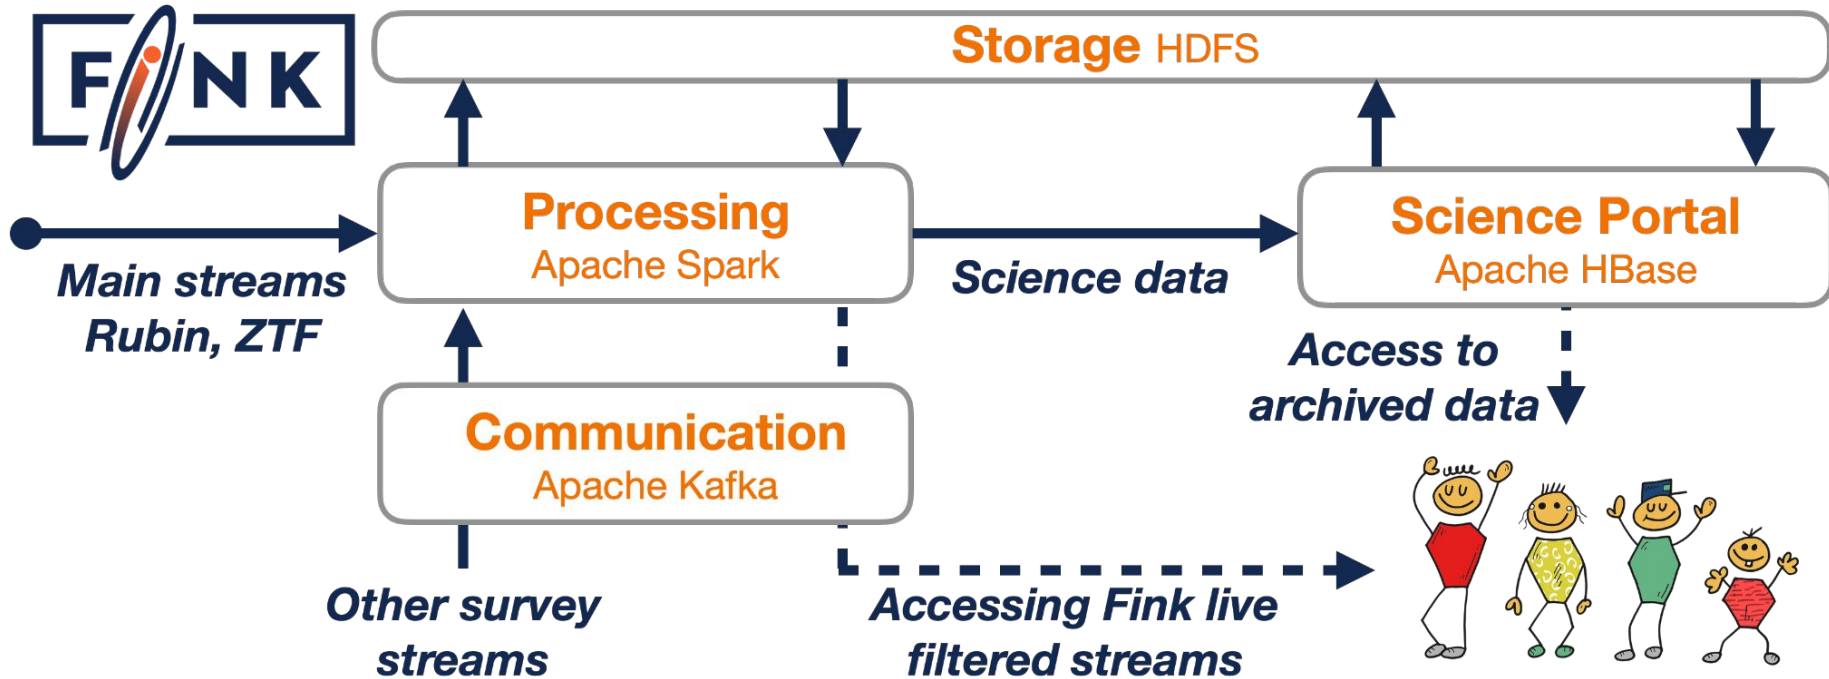 FiNK
Storage HDFS
Processing
Apache Spark
Science Portal
Apache HBase
Main streams
Rubin, ZTF
Science data
Access to
archived data
Communication
Apache Kafka
Other survey
streams
Accessing Fink live
filtered streams